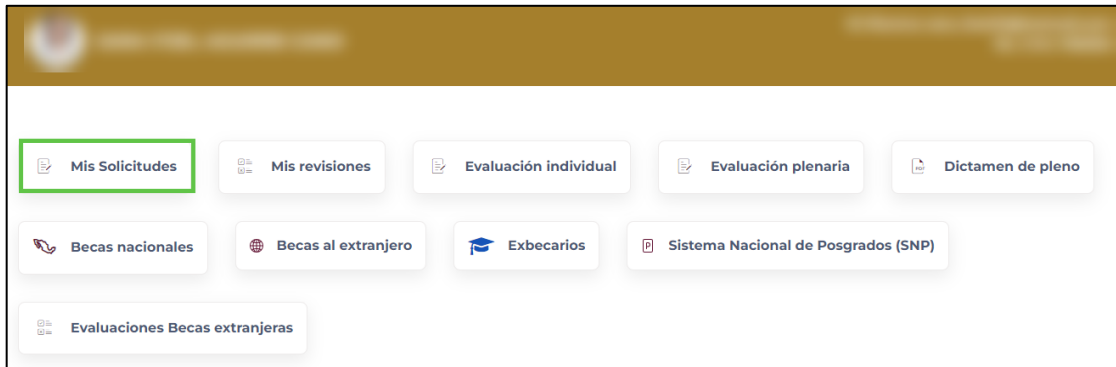 Mis Solicitudes Mis revisiones Evaluación individual Evaluación plenaria Dictamen de pleno
Becas nacionales Becas al extranjero Exbecarios P Sistema Nacional de Posgrados (SNP)
Evaluaciones Becas extranjeras